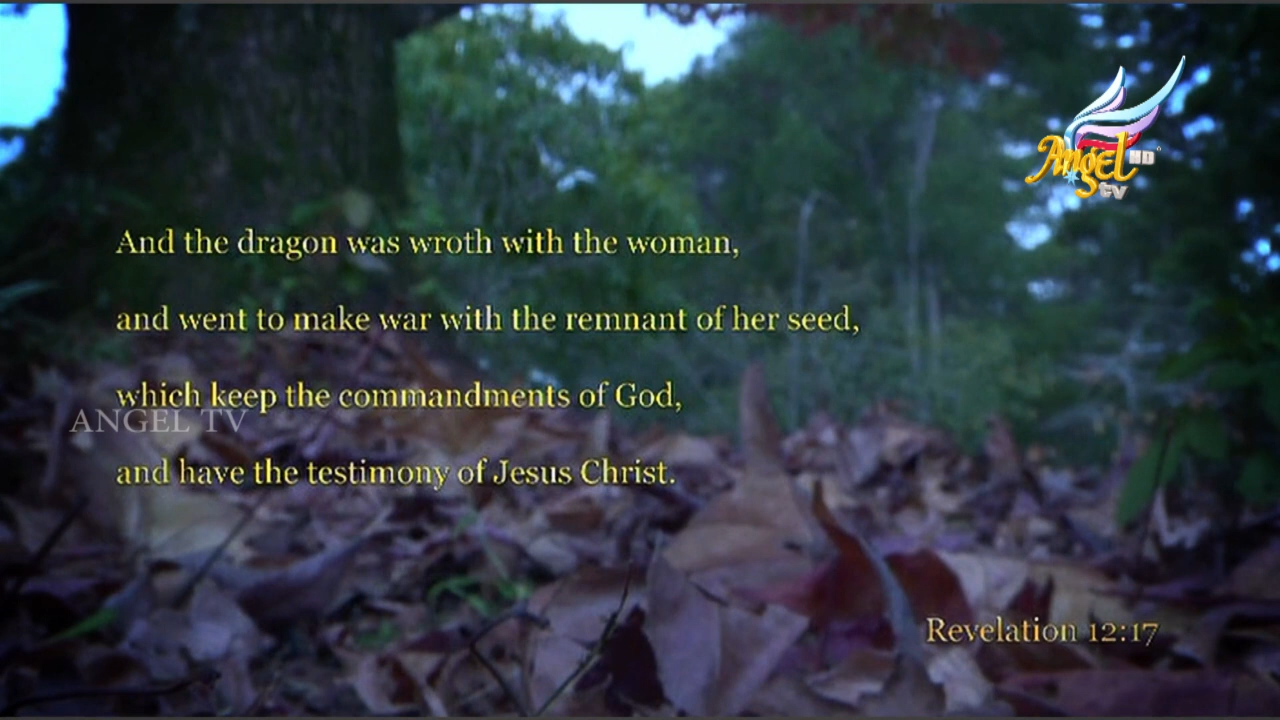 Angel HD
tv
And the dragon was wroth with the woman,
and went to make war with the remnant of her seed,
which keep the commandments of God,
ANGEL TV
and have the testimony of Jesus Christ.
Revelation 12:17